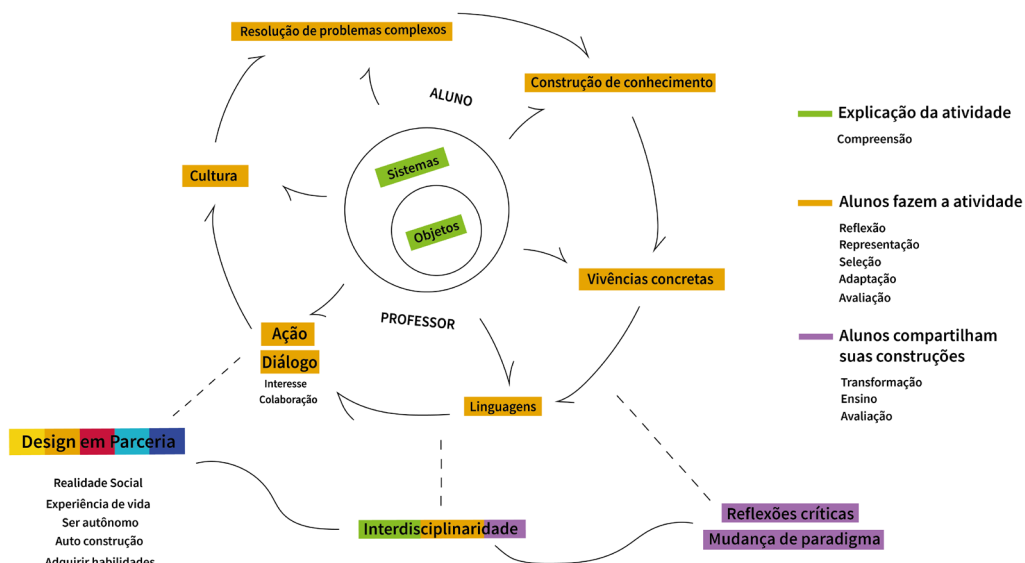 Resolução de problemas complexos
Construção de conhecimento
ALUNO
Sistemas
Objetos
Cultura
Vivências concretas
PROFESSOR
Ação
Diálogo
Interesse
Colaboração
Linguagens
Design em Parceria
Realidade Social
Experiência de vida
Ser autônomo
Auto construção
Adquirir habilidades
Interdisciplinaridade
Reflexões críticas
Mudança de paradigma
Explicação da atividade
Compreensão
Alunos fazem a atividade
Reflexão
Representação
Seleção
Adaptação
Avaliação
Alunos compartilham
suas construções
Transformação
Ensino
Avaliação